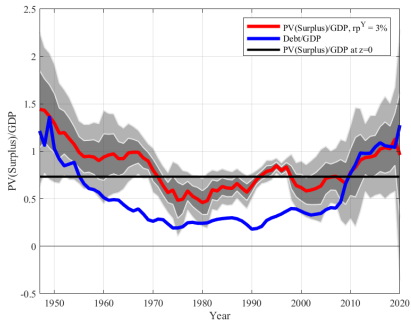 2.5
2
1.5
1
0.5
0
-0.5
PV(Surplus)/GDP
PV(Surplus)/GDP, rp^Y = 3%
Debt/GDP
PV(Surplus)/GDP at z=0
1950 1960 1970 1980 1990 2000 2010 2020
Year